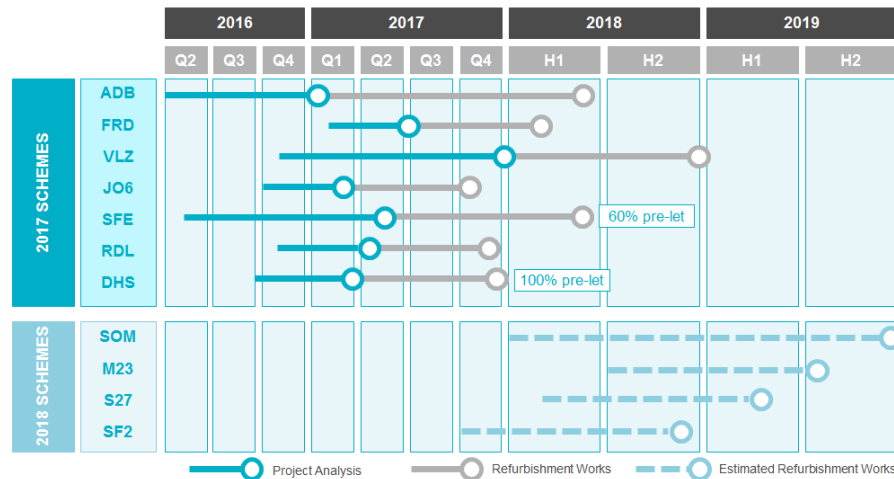 2016 2017 2018 2019
Q2 Q3 Q4 Q1 Q2 Q3 Q4 H1 H2 H1 H2
2017 SCHEMES
ADB
FRD
VLZ
JO6
SFE 60% pre-let
RDL
DHS 100% pre-let
2018 SCHEMES
SOM
M23
S27
SF2
Project Analysis Refurbishment Works Estimated Refurbishment Works